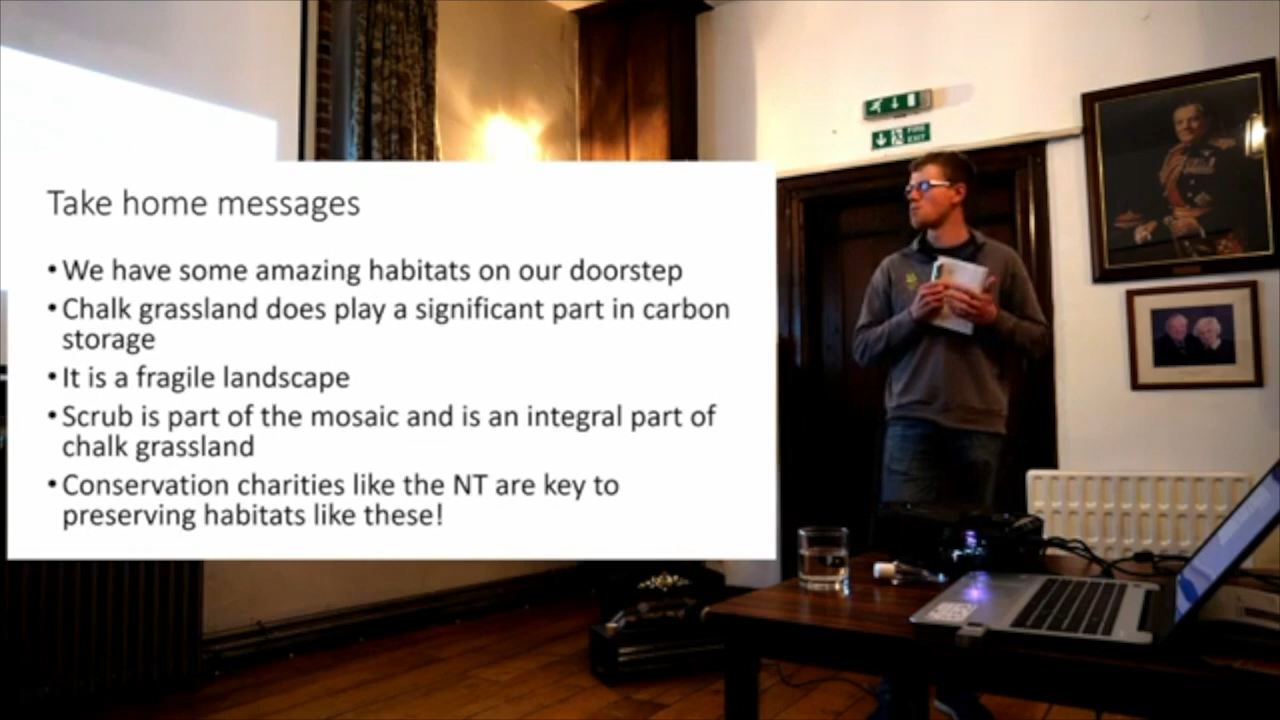 FIRE
EXIT
Take home messages
• We have some amazing habitats on our doorstep
• Chalk grassland does play a significant part in carbon
storage
• It is a fragile landscape
• Scrub is part of the mosaic and is an integral part of
chalk grassland
• Conservation charities like the NT are key to
preserving habitats like these!